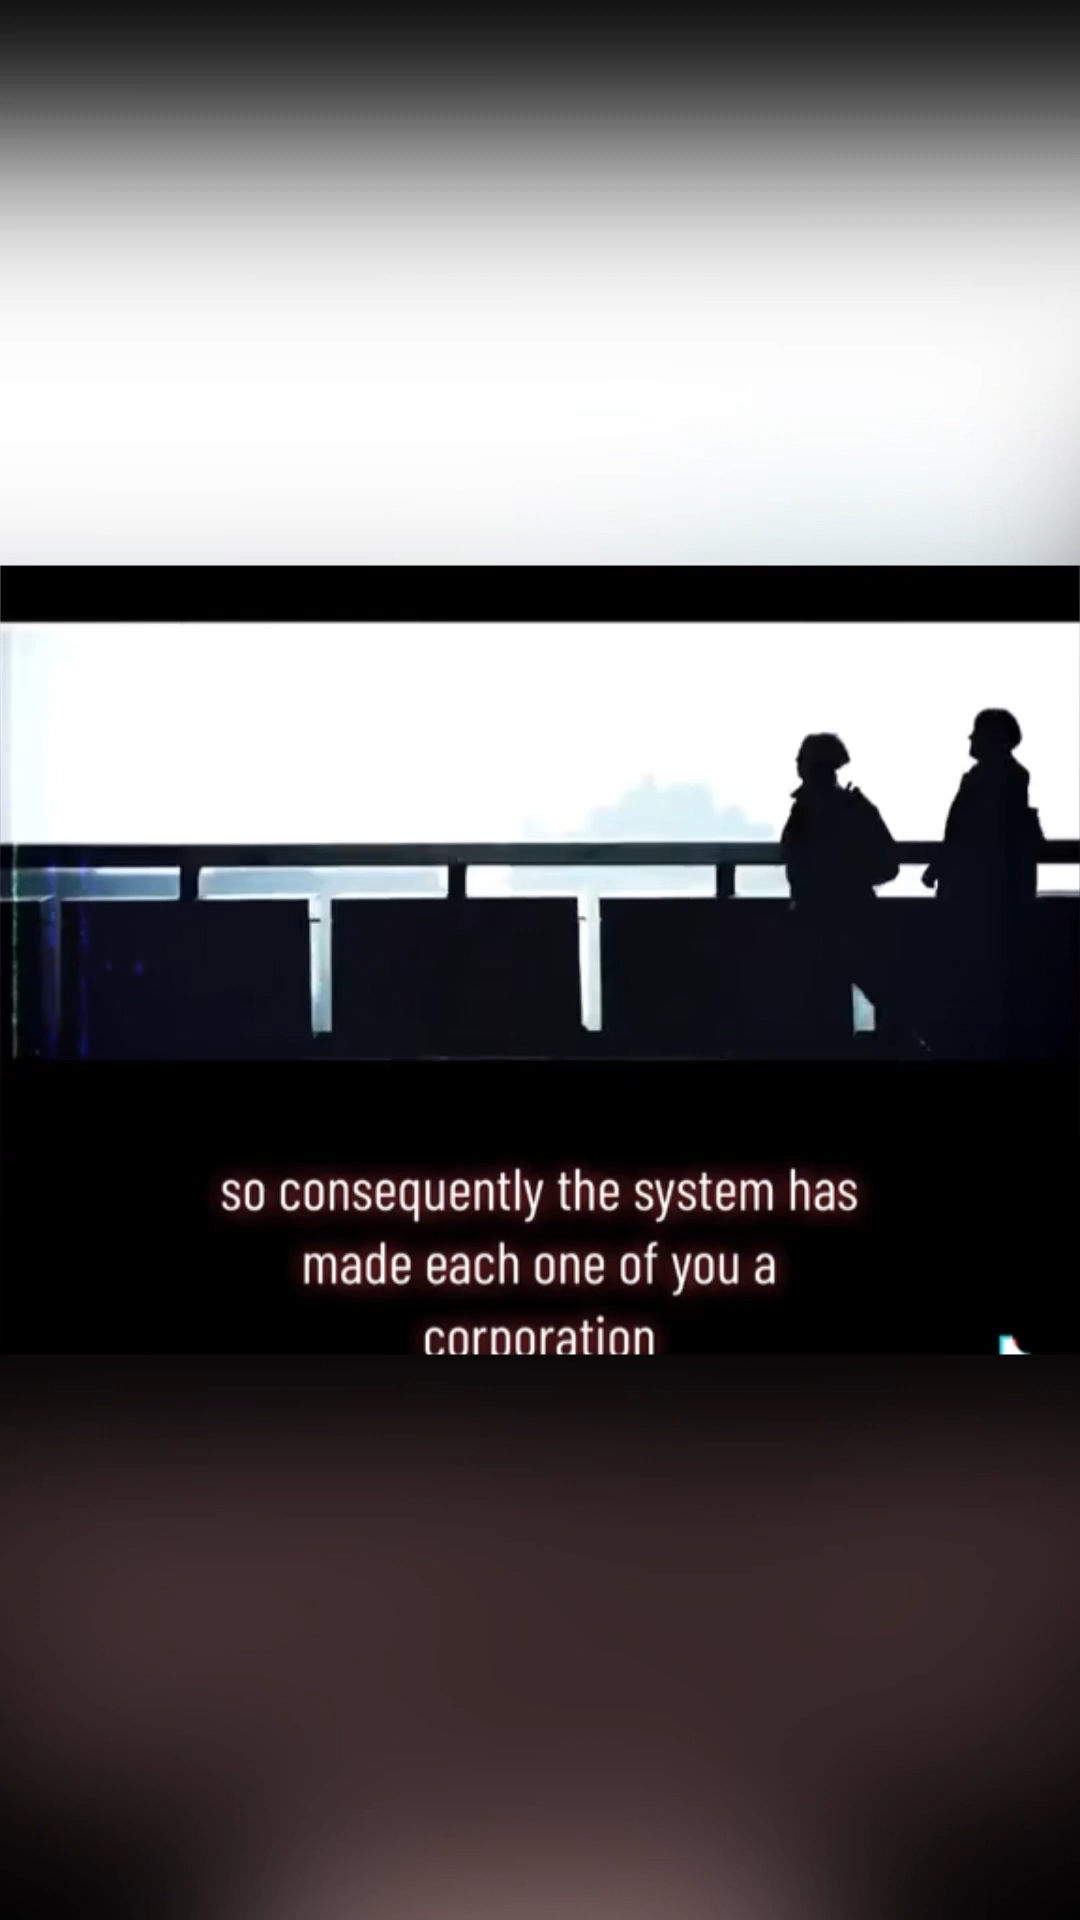 so consequently the system has
made each one of you a
corporation